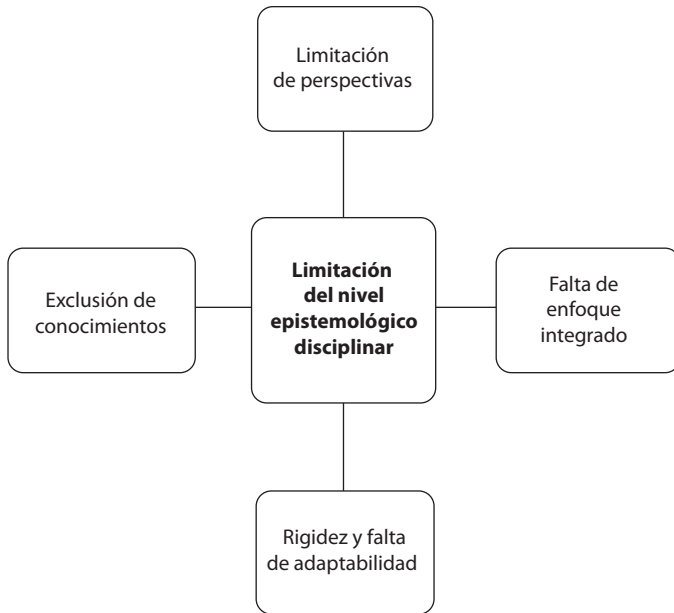 Limitación
de perspectivas
Exclusión de
conocimientos
Limitación
del nivel
epistemológico
disciplinar
Falta de
enfoque
integrado
Rigidez y falta
de adaptabilidad